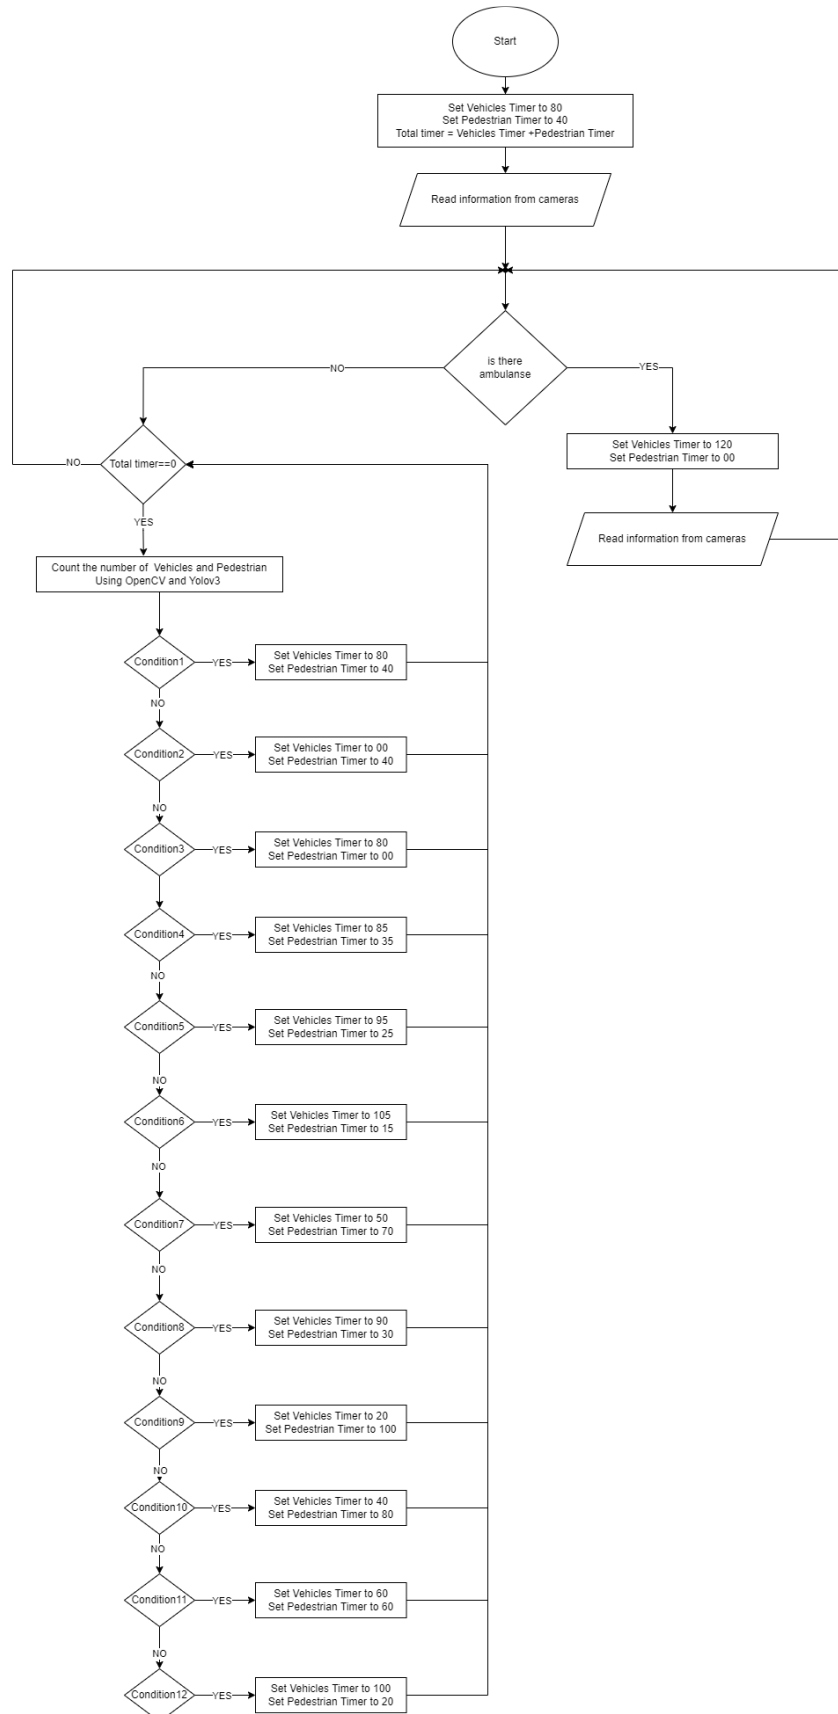 Start
Set Vehicles Timer to 80
Set Pedestrian Timer to 40
Total timer = Vehicles Timer +Pedestrian Timer
Read information from cameras
is there
ambulanse
NO
YES
Set Vehicles Timer to 120
Set Pedestrian Timer to 00
Read information from cameras
Total timer==0
NO
YES
Count the number of Vehicles and Pedestrian
Using OpenCV and Yolov3
Condition1
YES
Set Vehicles Timer to 80
Set Pedestrian Timer to 40
NO
Condition2
YES
Set Vehicles Timer to 00
Set Pedestrian Timer to 40
NO
Condition3
YES
Set Vehicles Timer to 80
Set Pedestrian Timer to 00
Condition4
YES
Set Vehicles Timer to 85
Set Pedestrian Timer to 35
NO
Condition5
YES
Set Vehicles Timer to 95
Set Pedestrian Timer to 25
NO
Condition6
YES
Set Vehicles Timer to 105
Set Pedestrian Timer to 15
NO
Condition7
YES
Set Vehicles Timer to 50
Set Pedestrian Timer to 70
NO
Condition8
YES
Set Vehicles Timer to 90
Set Pedestrian Timer to 30
NO
Condition9
YES
Set Vehicles Timer to 20
Set Pedestrian Timer to 100
NO
Condition10
YES
Set Vehicles Timer to 40
Set Pedestrian Timer to 80
NO
Condition11
YES
Set Vehicles Timer to 60
Set Pedestrian Timer to 60
NO
Condition12
YES
Set Vehicles Timer to 100
Set Pedestrian Timer to 20